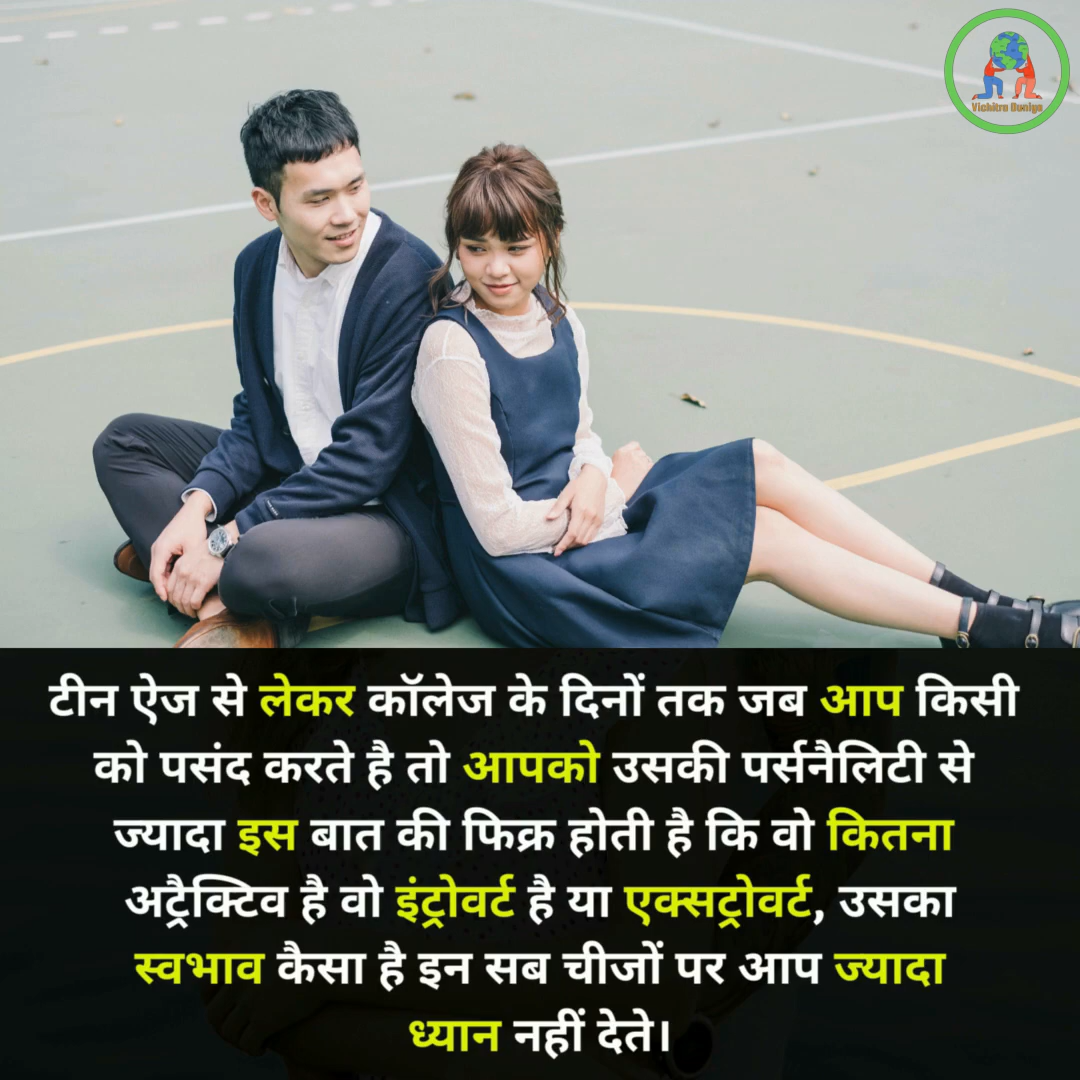 Vichitra Duniya
टीन ऐज से लेकर कॉलेज के दिनों तक जब आप किसी
को पसंद करते है तो आपको उसकी पर्सनैलिटी से
ज्यादा इस बात की फिक्र होती है कि वो कितना
अट्रैक्टिव है वो इंट्रोवर्ट है या एक्सट्रोवर्ट, उसका
स्वभाव कैसा है इन सब चीजों पर आप ज्यादा
ध्यान नहीं देते।